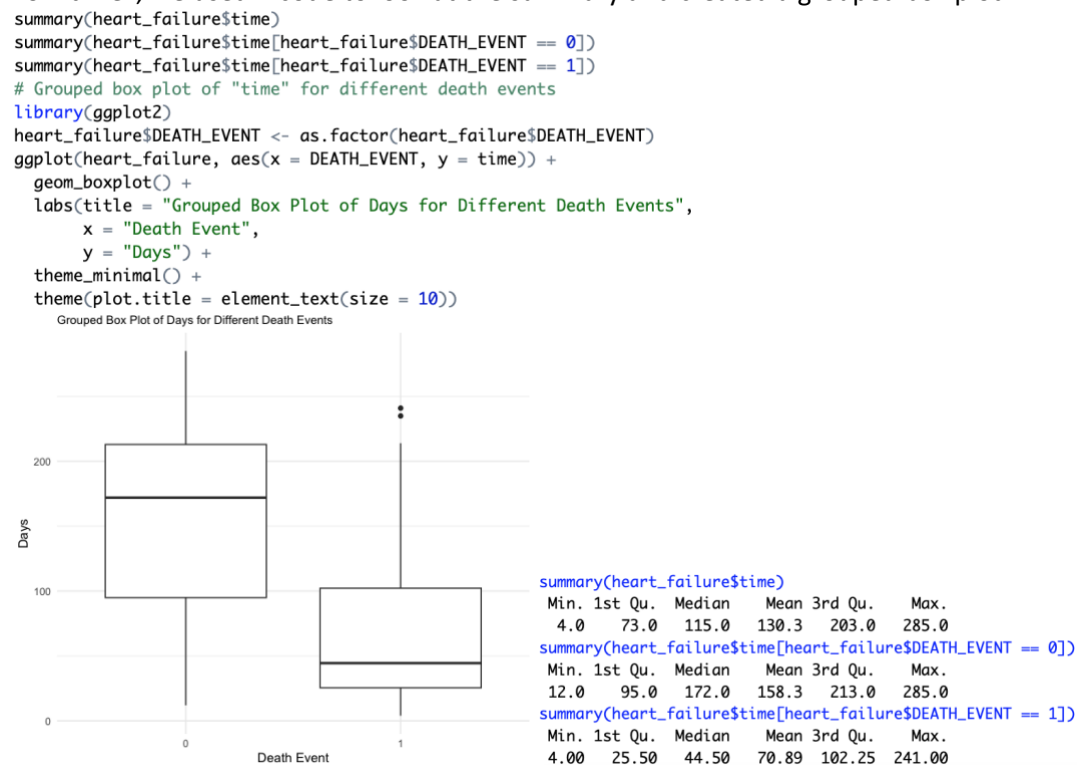 summary(heart_failure$time)
summary(heart_failure$time[heart_failure$DEATH_EVENT == 0])
summary(heart_failure$time[heart_failure$DEATH_EVENT == 1])
# Grouped box plot of "time" for different death events
library(ggplot2)
heart_failure$DEATH_EVENT <- as.factor(heart_failure$DEATH_EVENT)
ggplot(heart_failure, aes(x = DEATH_EVENT, y = time)) +
  geom_boxplot() +
  labs(title = "Grouped Box Plot of Days for Different Death Events",
       x = "Death Event",
       y = "Days") +
  theme_minimal() +
  theme(plot.title = element_text(size = 10))
Grouped Box Plot of Days for Different Death Events
200
100
0
Days
0 1
Death Event
summary(heart_failure$time)
Min. 1st Qu. Median Mean 3rd Qu. Max.
4.0 73.0 115.0 130.3 203.0 285.0
summary(heart_failure$time[heart_failure$DEATH_EVENT == 0])
Min. 1st Qu. Median Mean 3rd Qu. Max.
12.0 95.0 172.0 158.3 213.0 285.0
summary(heart_failure$time[heart_failure$DEATH_EVENT == 1])
Min. 1st Qu. Median Mean 3rd Qu. Max.
4.00 25.50 44.50 70.89 102.25 241.00